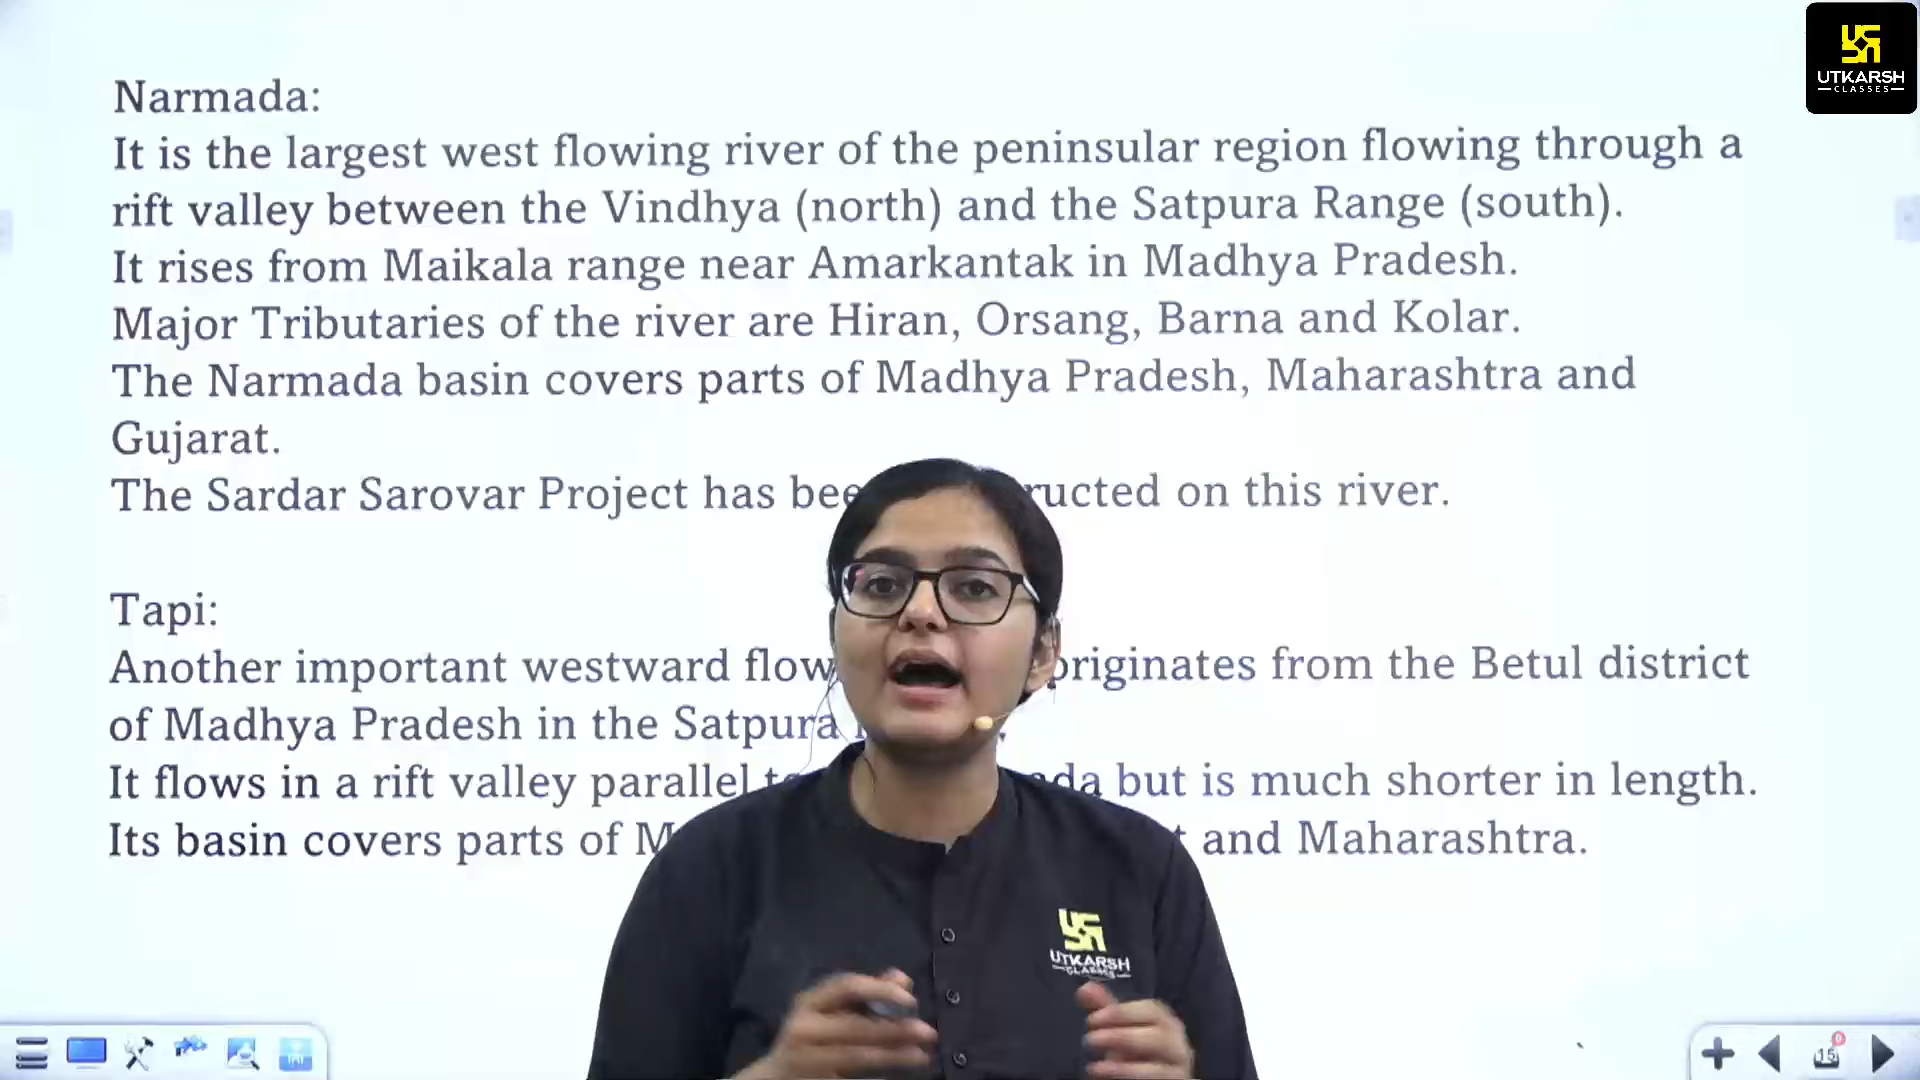 UTKARSH
CLASSES
Narmada:
It is the largest west flowing river of the peninsular region flowing through a
rift valley between the Vindhya (north) and the Satpura Range (south).
It rises from Maikala range near Amarkantak in Madhya Pradesh.
Major Tributaries of the river are Hiran, Orsang, Barna and Kolar.
The Narmada basin covers parts of Madhya Pradesh, Maharashtra and
Gujarat.
The Sardar Sarovar Project has bee ructed on this river.
Tapi:
Another important westward flow originates from the Betul district
of Madhya Pradesh in the Satpura
It flows in a rift valley parallel da but is much shorter in length.
Its basin covers parts of M t and Maharashtra.
UTKARSH
CLASSES
15